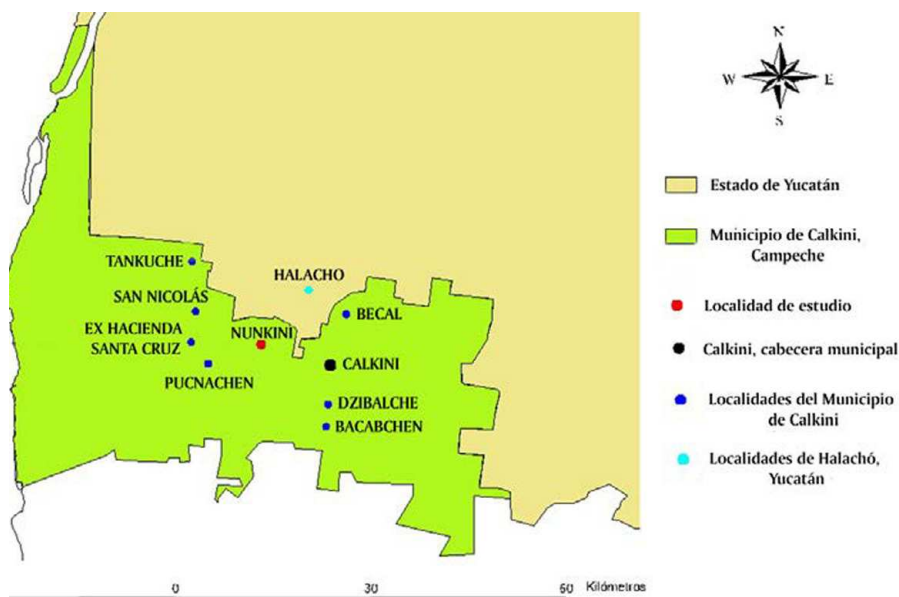 N
W E
S
Estado de Yucatán
Municipio de Calkini,
Campeche
Localidad de estudio
Calkini, cabecera municipal
Localidades del Municipio
de Calkini
Localidades de Halachó,
Yucatán
TANKUCHE
HALACHO
SAN NICOLÁS
BECAL
EX HACIENDA
SANTA CRUZ
NUNKINI
PUCNACHEN
CALKINI
DZIBALCHE
BACABCHEN
0 30 60 Kilómetros